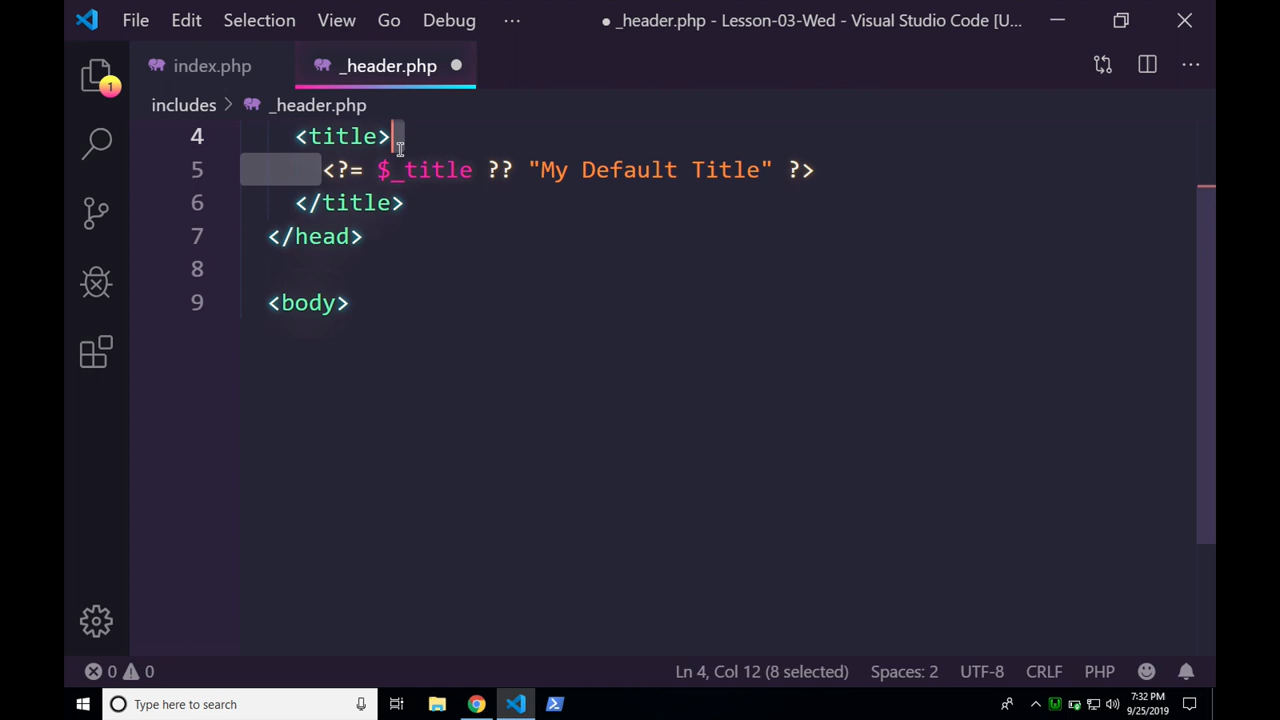 File Edit Selection View Go Debug ··· ● _header.php - Lesson-03-Wed - Visual Studio Code [U...
index.php _header.php ●
includes > _header.php
4 <title>
5 <?= $_title ?? "My Default Title" ?>
6 </title>
7 </head>
8
9 <body>
1
0 0 Ln 4, Col 12 (8 selected) Spaces: 2 UTF-8 CRLF PHP
Type here to search 7:32 PM
9/25/2019